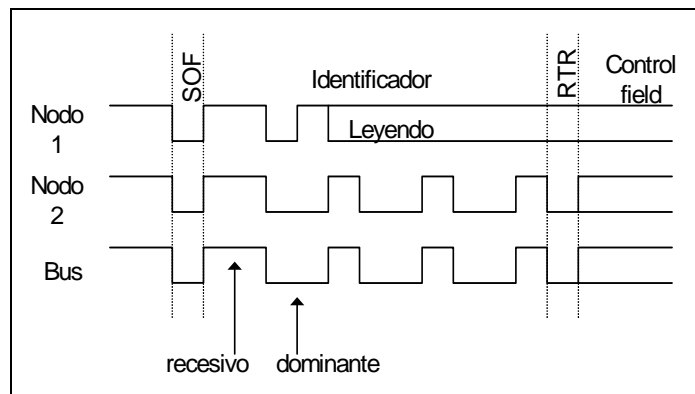 SOF
Identificador
RTR
Control
field
Nodo
1
Leyendo
Nodo
2
Bus
recesivo
dominante